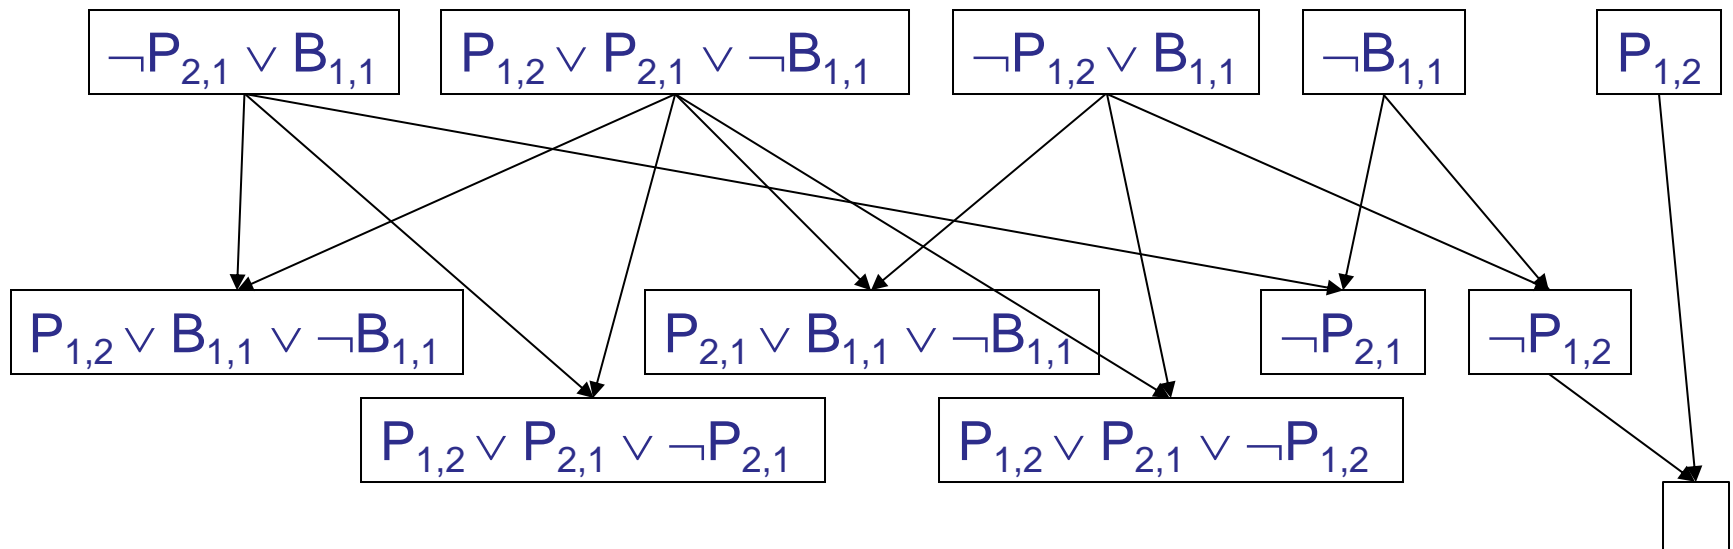 ¬P2,1 ∨ B1,1
P1,2 ∨ P2,1 ∨ ¬B1,1
¬P1,2 ∨ B1,1
¬B1,1
P1,2
P1,2 ∨ B1,1 ∨ ¬B1,1
P2,1 ∨ B1,1 ∨ ¬B1,1
¬P2,1
¬P1,2
P1,2 ∨ P2,1 ∨ ¬P2,1
P1,2 ∨ P2,1 ∨ ¬P1,2